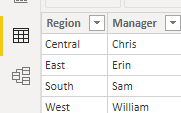 Region Manager
Central Chris
East Erin
South Sam
West William